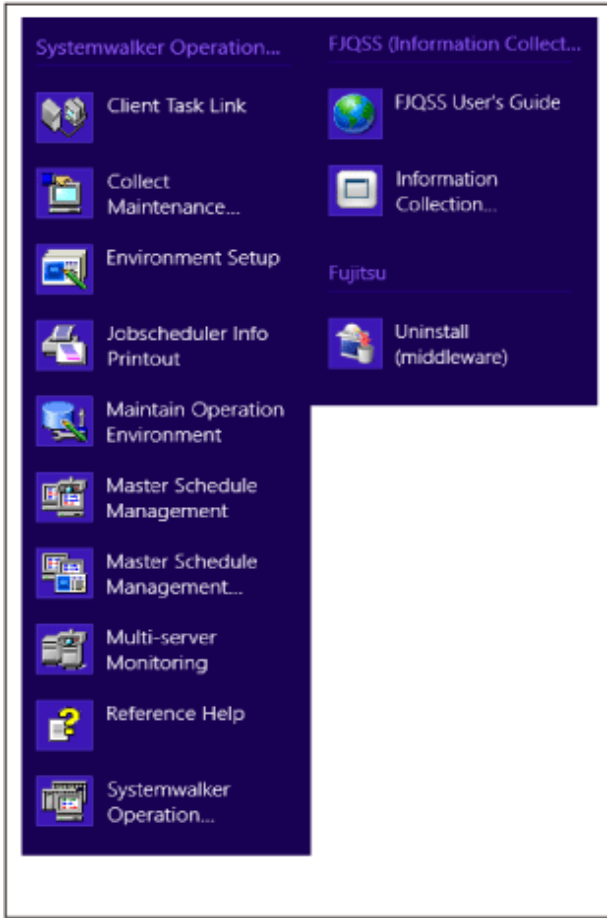 Systemwalker Operation...
Client Task Link
Collect
Maintenance...
Environment Setup
Jobscheduler Info
Printout
Maintain Operation
Environment
Master Schedule
Management
Master Schedule
Management...
Multi-server
Monitoring
Reference Help
Systemwalker
Operation...
FJQSS (Information Collect...
FJQSS User's Guide
Information
Collection...
Fujitsu
Uninstall
(middleware)